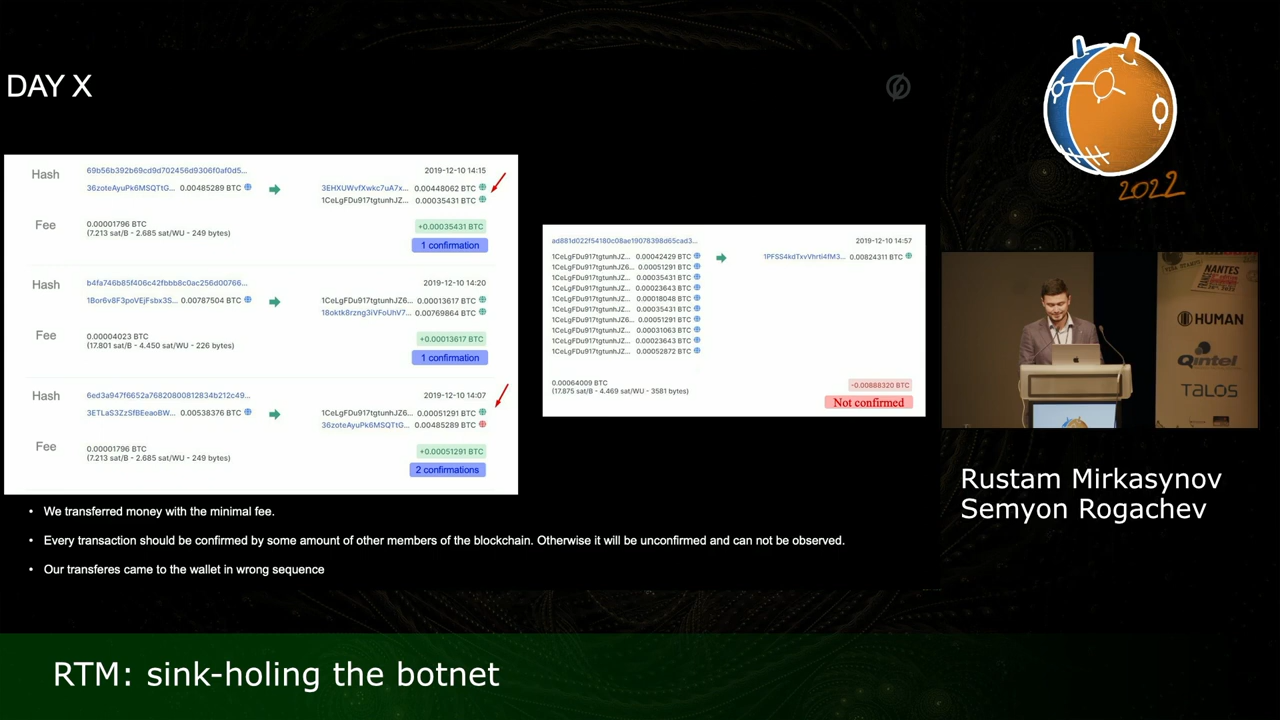 DAY X
Hash
69b56b392b69cd9d702456d9306f0af0d5...
2019-12-10 14:15
36zoteAyuPk6MSQTtG... 0.00485289 BTC
3EHXUWvfXwkc7uA7x... 0.00448062 BTC
1CeLgFDu917tgtunhJZ... 0.00035431 BTC
Fee
0.00001796 BTC
(7.213 sat/B - 2.685 sat/WU - 249 bytes)
+0.00035431 BTC
1 confirmation
Hash
b4fa746b85f406c42fbbb8c0ac256d00766...
2019-12-10 14:20
1Bor6v8F3poVEjFsbx3S... 0.00787504 BTC
1CeLgFDu917tgtunhJZ6... 0.00013617 BTC
18oktk8rzng3iVFoUhV7... 0.00769864 BTC
Fee
0.00004023 BTC
(17.801 sat/B - 4.450 sat/WU - 226 bytes)
+0.00013617 BTC
1 confirmation
Hash
6ed3a947f6652a76820800812834b212c49...
2019-12-10 14:07
3ETLaS3ZzSfBEeaoBW... 0.00538376 BTC
1CeLgFDu917tgtunhJZ6... 0.00051291 BTC
36zoteAyuPk6MSQTtG... 0.00485289 BTC
Fee
0.00001796 BTC
(7.213 sat/B - 2.685 sat/WU - 249 bytes)
+0.00051291 BTC
2 confirmations
ad881d022f54180c08ae19078398d65cad3...
2019-12-10 14:57
1CeLgFDu917tgtunhJZ... 0.00042429 BTC
1PFSS4kdTxvVhrti4fM3... 0.00824311 BTC
1CeLgFDu917tgtunhJZ6... 0.00051291 BTC
1CeLgFDu917tgtunhJZ... 0.00035431 BTC
1CeLgFDu917tgtunhJZ... 0.00023643 BTC
1CeLgFDu917tgtunhJZ... 0.00018048 BTC
1CeLgFDu917tgtunhJZ... 0.00035431 BTC
1CeLgFDu917tgtunhJZ6... 0.00051291 BTC
1CeLgFDu917tgtunhJZ... 0.00031063 BTC
1CeLgFDu917tgtunhJZ... 0.00023643 BTC
1CeLgFDu917tgtunhJZ... 0.00052872 BTC
0.00064009 BTC
(17.875 sat/B - 4.469 sat/WU - 3581 bytes)
-0.00888320 BTC
Not confirmed
• We transferred money with the minimal fee.
• Every transaction should be confirmed by some amount of other members of the blockchain. Otherwise it will be unconfirmed and can not be observed.
• Our transferes came to the wallet in wrong sequence
2022
NANTES
HUMAN
Qintel
TALOS
Rustam Mirkasynov
Semyon Rogachev
RTM: sink-holing the botnet